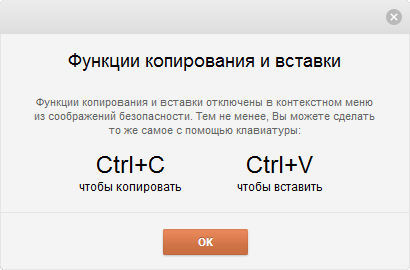 Функции копирования и вставки
Функции копирования и вставки отключены в контекстном меню
из соображений безопасности. Тем не менее, Вы можете сделать
то же самое с помощью клавиатуры:
Ctrl+C Ctrl+V
чтобы копировать чтобы вставить
ОК